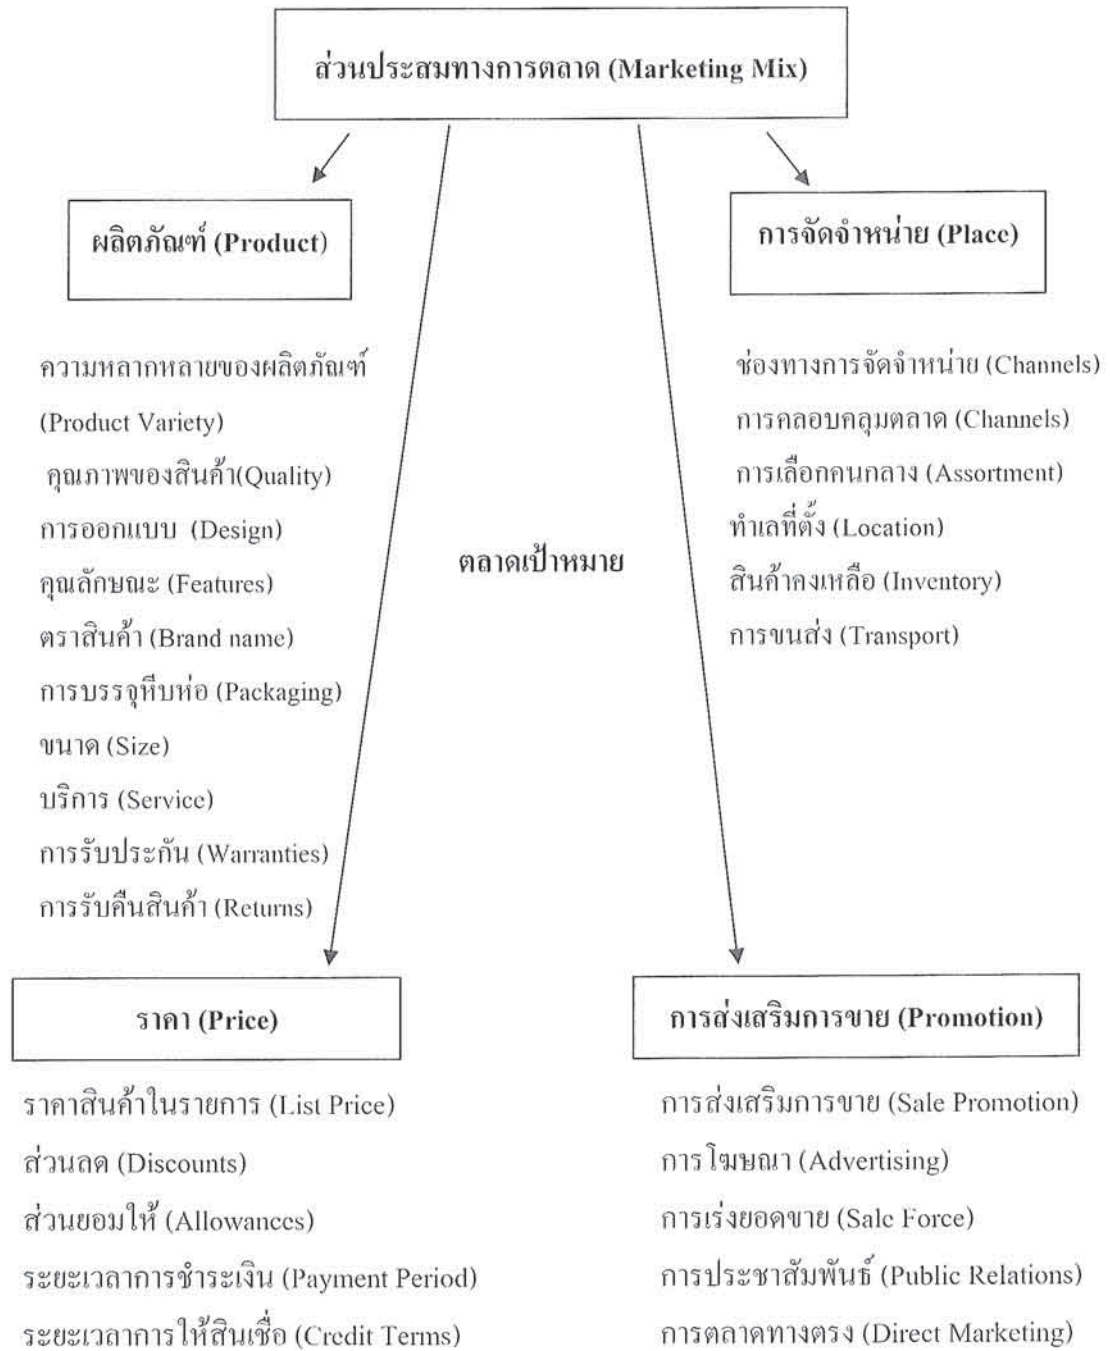 ส่วนประสมทางการตลาด (Marketing Mix)
ผลิตภัณฑ์ (Product)
ความหลากหลายของผลิตภัณฑ์
(Product Variety)
คุณภาพของสินค้า(Quality)
การออกแบบ (Design)
คุณลักษณะ (Features)
ตราสินค้า (Brand name)
การบรรจุหีบห่อ (Packaging)
ขนาด (Size)
บริการ (Service)
การรับประกัน (Warranties)
การรับคืนสินค้า (Returns)
ตลาดเป้าหมาย
การจัดจำหน่าย (Place)
ช่องทางการจัดจำหน่าย (Channels)
การคลอบคลุมตลาด (Channels)
การเลือกคนกลาง (Assortment)
ทำเลที่ตั้ง (Location)
สินค้าคงเหลือ (Inventory)
การขนส่ง (Transport)
ราคา (Price)
ราคาสินค้าในรายการ (List Price)
ส่วนลด (Discounts)
ส่วนยอมให้ (Allowances)
ระยะเวลาการชำระเงิน (Payment Period)
ระยะเวลาการให้สินเชื่อ (Credit Terms)
การส่งเสริมการขาย (Promotion)
การส่งเสริมการขาย (Sale Promotion)
การโฆษณา (Advertising)
การเร่งยอดขาย (Sale Force)
การประชาสัมพันธ์ (Public Relations)
การตลาดทางตรง (Direct Marketing)